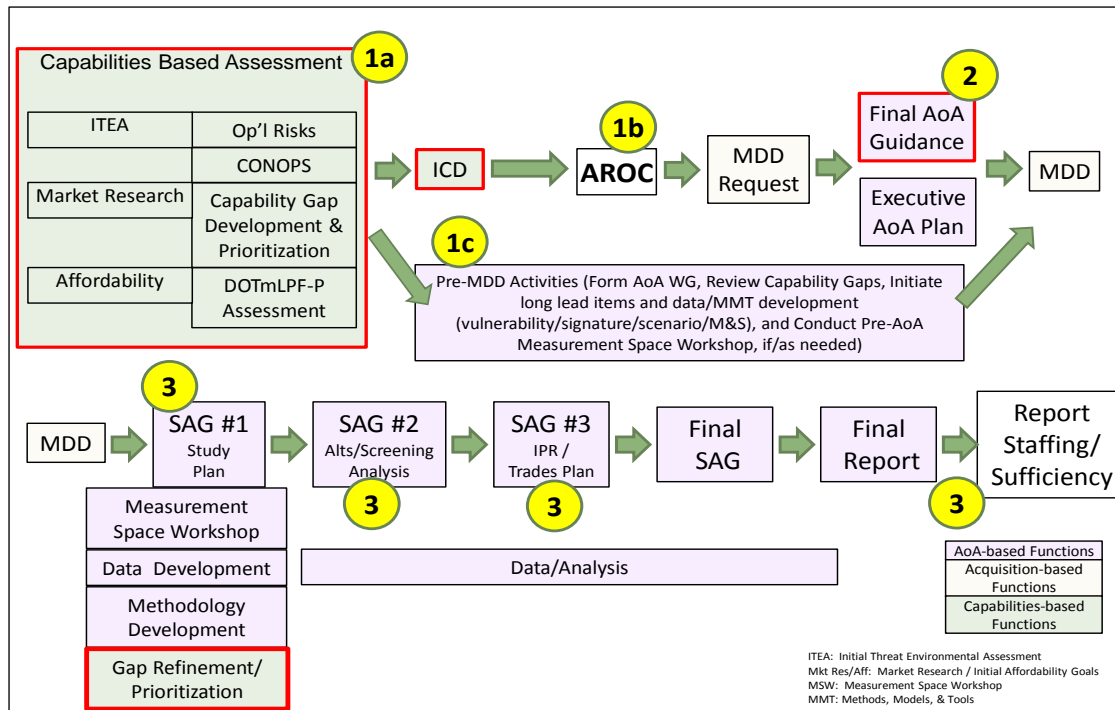 Capabilities Based Assessment
1a
ITEA
Op'l Risks
CONOPS
Market Research
Capability Gap
Development &
Prioritization
Affordability
DOTmLPF-P
Assessment
ICD
1b
AROC
MDD
Request
2
Final AoA
Guidance
Executive
AoA Plan
MDD
1c
Pre-MDD Activities (Form AoA WG, Review Capability Gaps, Initiate
long lead items and data/MMT development
(vulnerability/signature/scenario/M&S), and Conduct Pre-AoA
Measurement Space Workshop, if/as needed)
MDD
3
SAG #1
Study
Plan
SAG #2
Alts/Screening
Analysis
3
SAG #3
IPR /
Trades Plan
3
Final
SAG
Final
Report
3
Report
Staffing/
Sufficiency
Measurement
Space Workshop
Data Development
Methodology
Development
Gap Refinement/
Prioritization
Data/Analysis
AoA-based Functions
Acquisition-based
Functions
Capabilities-based
Functions
ITEA: Initial Threat Environmental Assessment
Mkt Res/Aff: Market Research / Initial Affordability Goals
MSW: Measurement Space Workshop
MMT: Methods, Models, & Tools